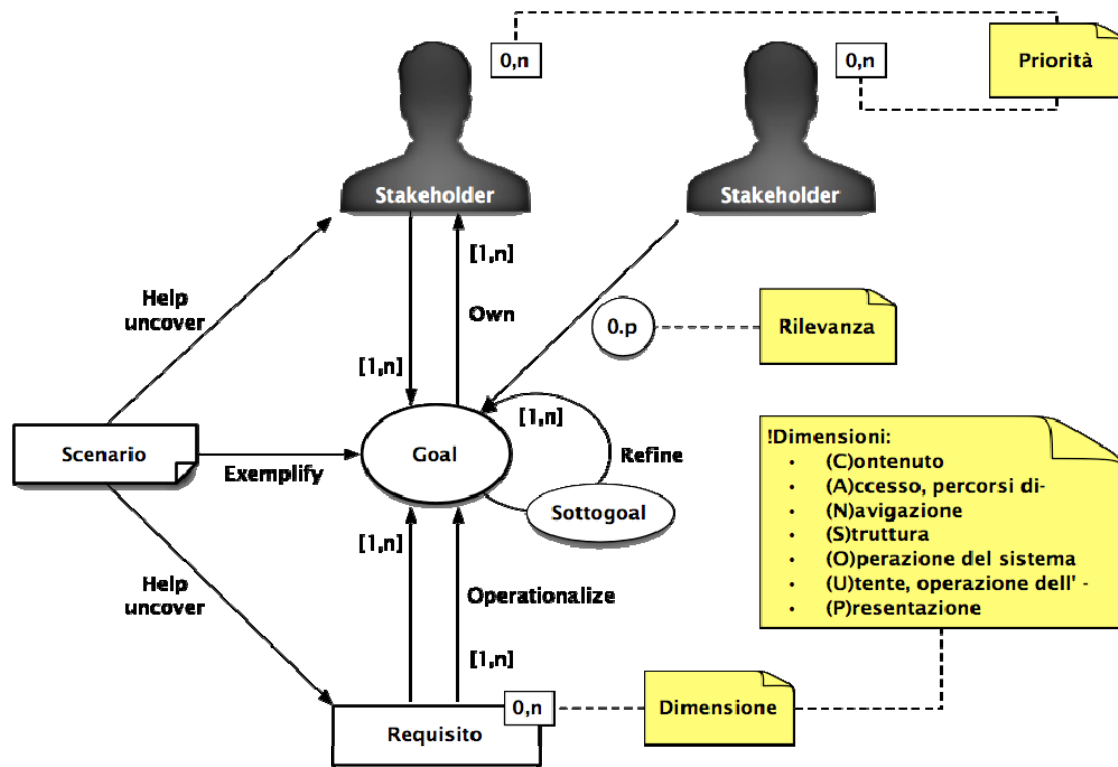 0,n
0,n
Priorità
Stakeholder
Stakeholder
[1,n]
Help
uncover
Own
0.p
Rilevanza
[1,n]
[1,n]
!Dimensioni:
• (C)ontenuto
• (A)ccesso, percorsi di-
• (N)avigazione
• (S)truttura
• (O)perazione del sistema
• (U)tente, operazione dell' -
• (P)resentazione
Scenario
Exemplify
Goal
Refine
Sottogoal
[1,n]
Help
uncover
Operationalize
[1,n]
0,n
Dimensione
Requisito